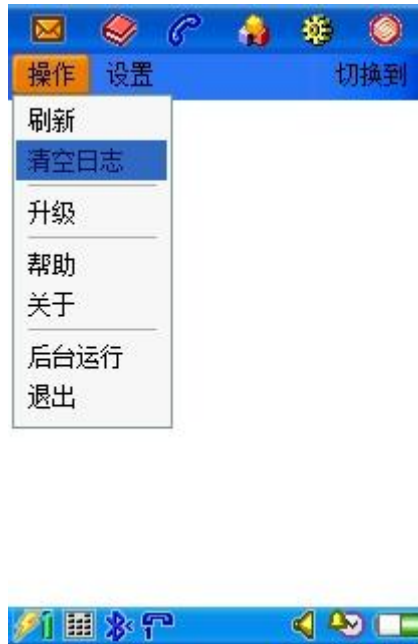 操作 设置 切换到
刷新
清空日志
升级
帮助
关于
后台运行
退出